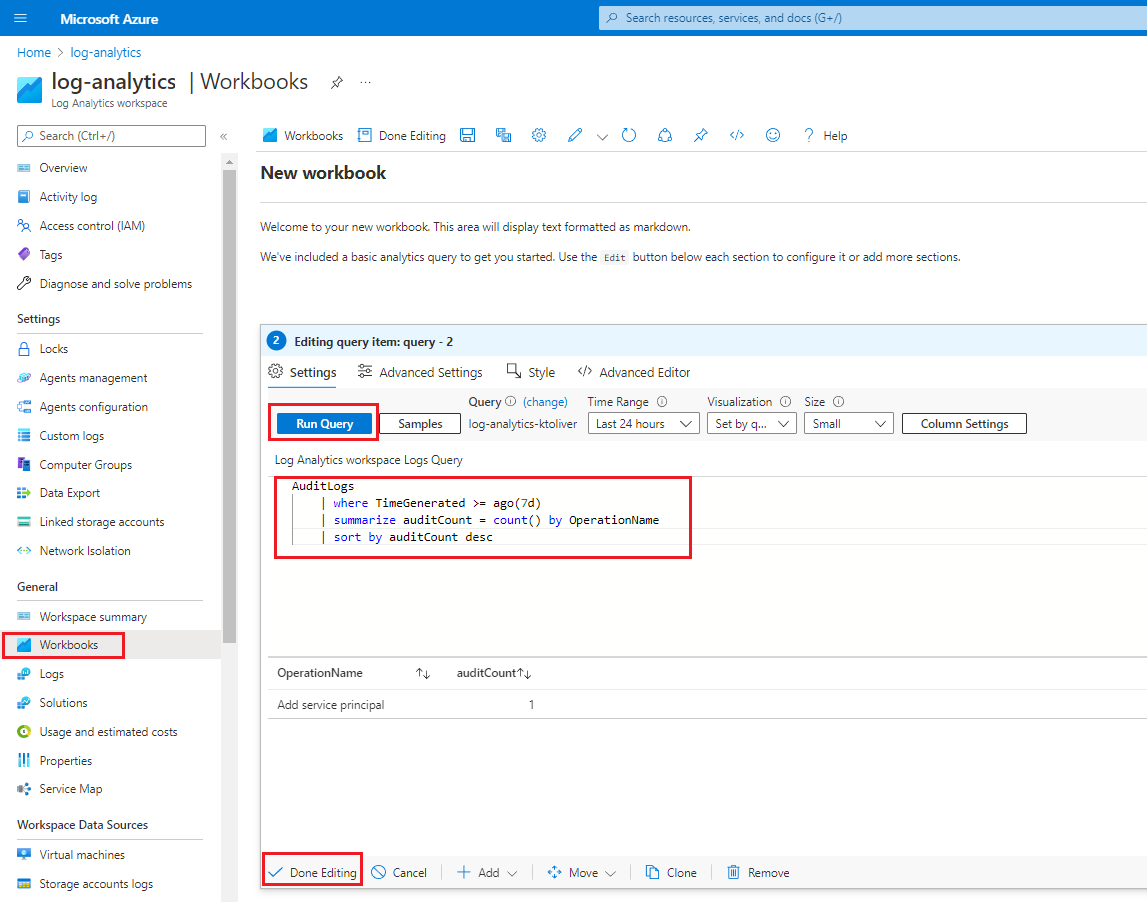 Microsoft Azure
Search resources, services, and docs (G+/)
Home > log-analytics
log-analytics | Workbooks ...
Log Analytics workspace
Search (Ctrl+/)
«
Overview
Activity log
Access control (IAM)
Tags
Diagnose and solve problems
Settings
Locks
Agents management
Agents configuration
Custom logs
Computer Groups
Data Export
Linked storage accounts
Network Isolation
General
Workspace summary
Workbooks
Logs
Solutions
Usage and estimated costs
Properties
Service Map
Workspace Data Sources
Virtual machines
Storage accounts logs
Workbooks Done Editing </> ? Help
New workbook
Welcome to your new workbook. This area will display text formatted as markdown.
We've included a basic analytics query to get you started. Use the Edit button below each section to configure it or add more sections.
2 Editing query item: query - 2
Settings Advanced Settings Style </> Advanced Editor
Query (change) Time Range Visualization Size
Run Query Samples log-analytics-ktoliver Last 24 hours Set by q... Small Column Settings
Log Analytics workspace Logs Query
AuditLogs
| where TimeGenerated >= ago(7d)
| summarize auditCount = count() by OperationName
| sort by auditCount desc
OperationName ↑↓ auditCount↑↓
Add service principal 1
Done Editing Cancel Add Move Clone Remove